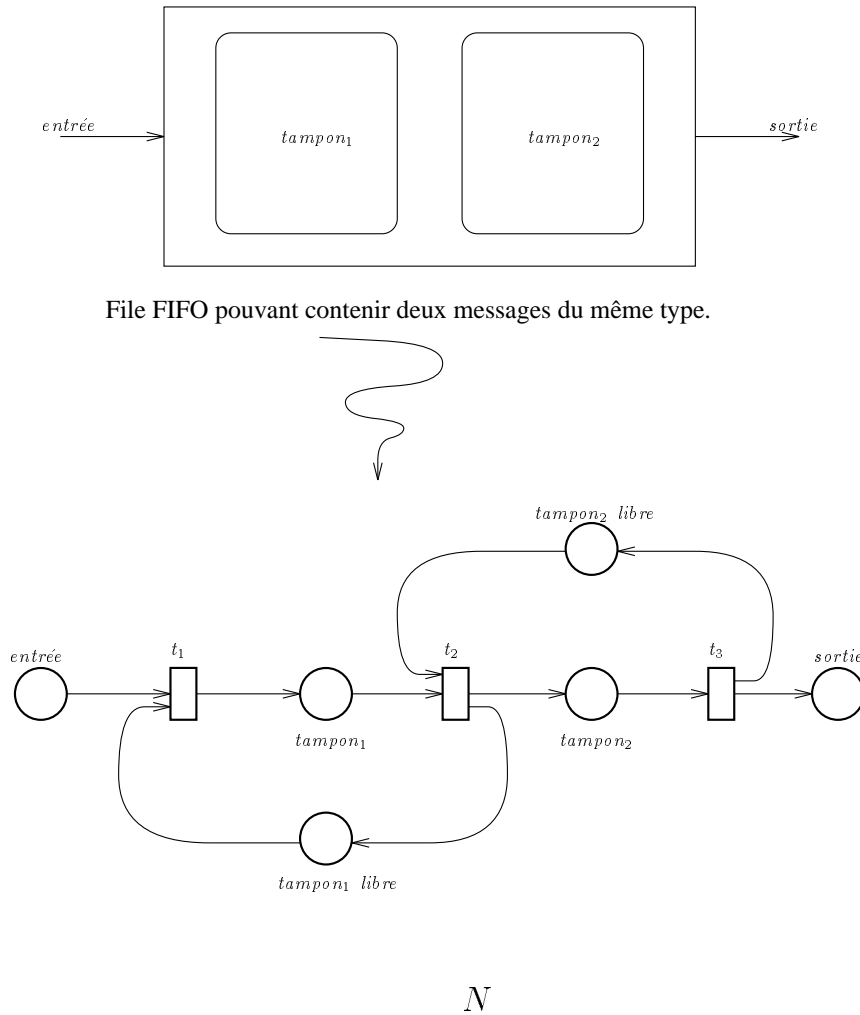 entrée
tampon₁
tampon₂
sortie
File FIFO pouvant contenir deux messages du même type.
tampon₂ libre
entrée
t₁
t₂
t₃
sortie
tampon₁
tampon₂
tampon₁ libre
N